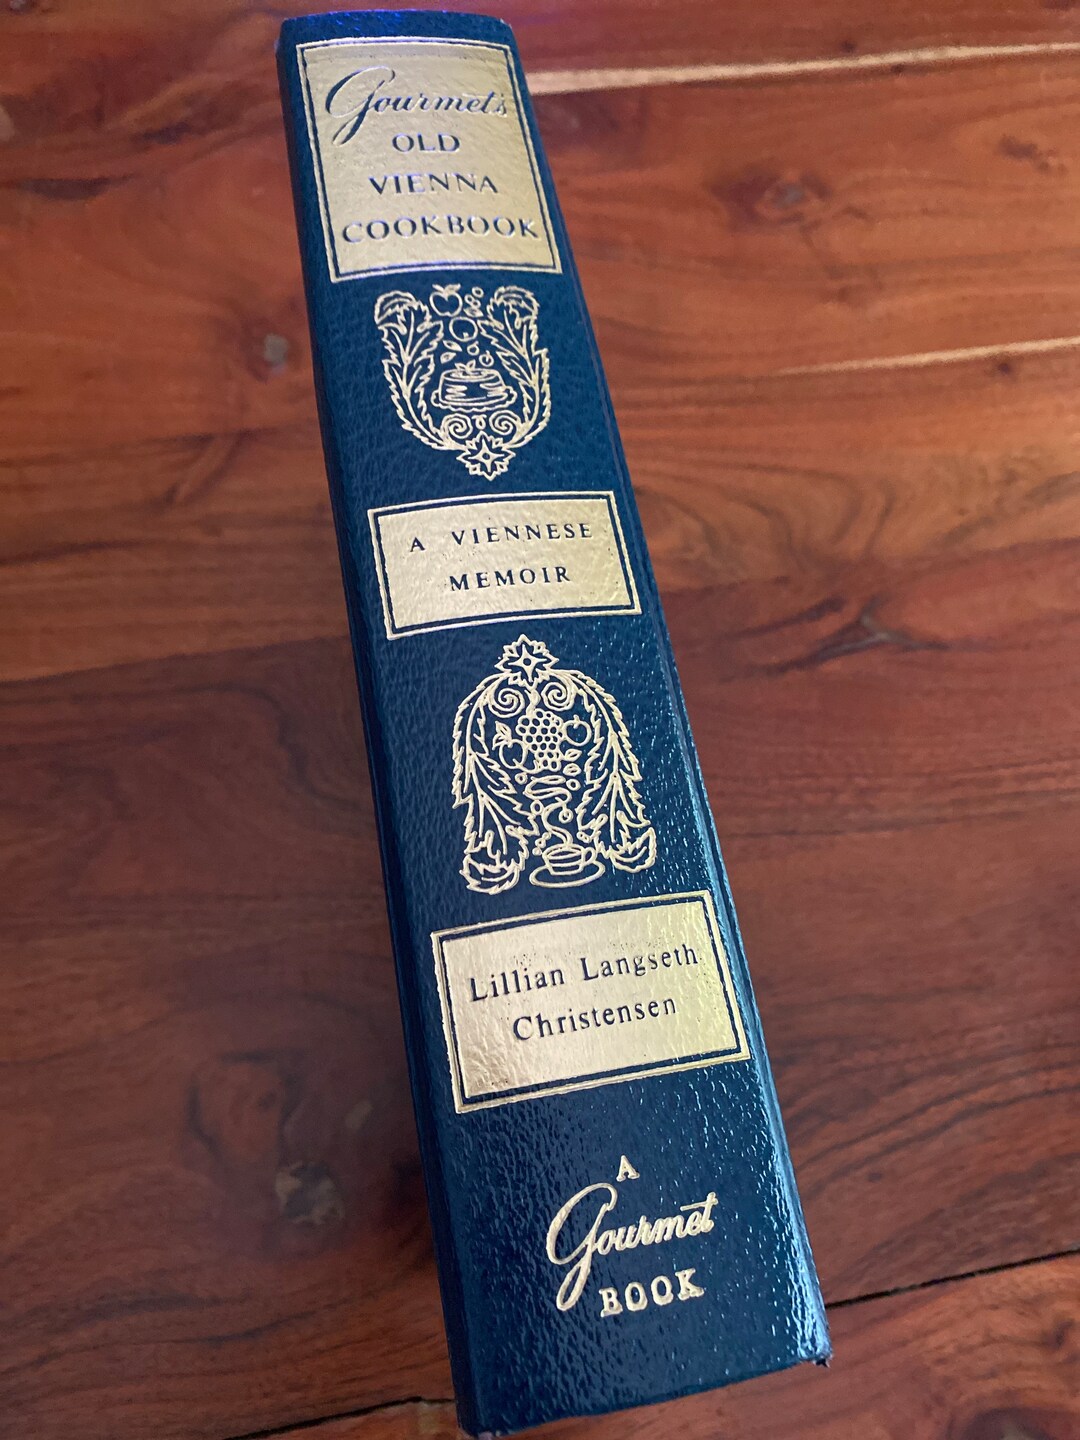 Gourmet's
OLD
VIENNA
COOKBOOK
A VIENNESE
MEMOIR
Lillian Langseth
Christensen
A
Gourmet
BOOK